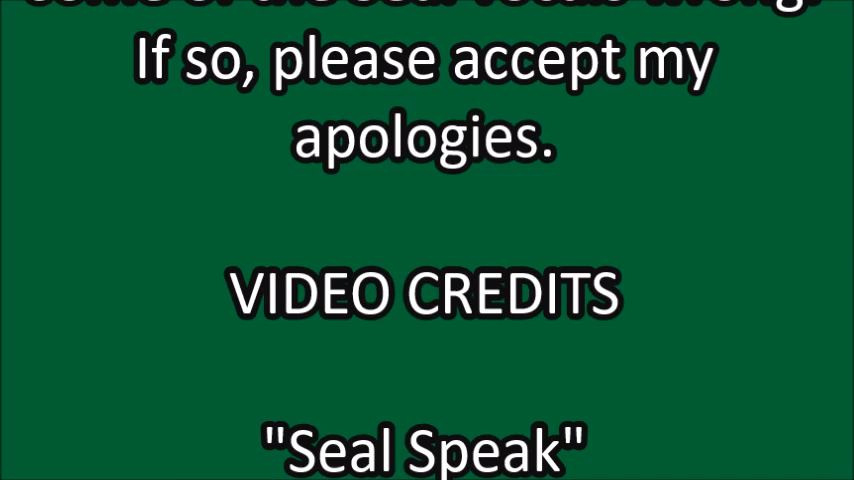 If so, please accept my
apologies.
VIDEO CREDITS
"Seal Speak"